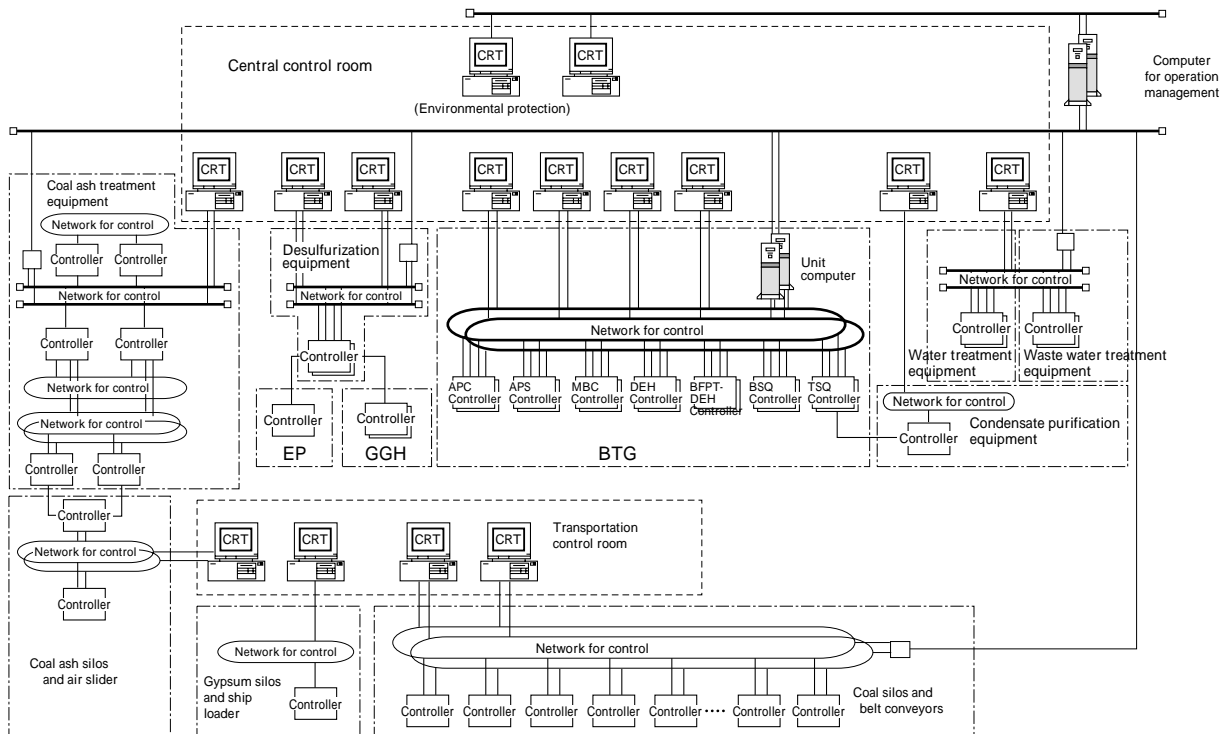 CRT
CRT
Central control room
Computer
for operation
management
(Environmental protection)
CRT
CRT
CRT
CRT
CRT
CRT
CRT
CRT
CRT
Coal ash treatment
equipment
Network for control
Controller
Controller
Network for control
Controller
Controller
Network for control
Network for control
Controller
Controller
Desulfurization
equipment
Network for control
Controller
Controller
EP
Controller
GGH
Unit
computer
Network for control
APC
Controller
APS
Controller
MBC
Controller
DEH
Controller
BFPT-
DEH
Controller
BSQ
Controller
TSQ
Controller
BTG
Network for control
Controller
Controller
Water treatment
equipment
Waste water treatment
equipment
Network for control
Controller
Condensate purification
equipment
Controller
Network for control
Controller
Coal ash silos
and air slider
CRT
CRT
CRT
CRT
Transportation
control room
Network for control
Controller
Gypsum silos
and ship
loader
Network for control
Controller
Controller
Controller
Controller
Controller
Controller
Controller
Coal silos and
belt conveyors